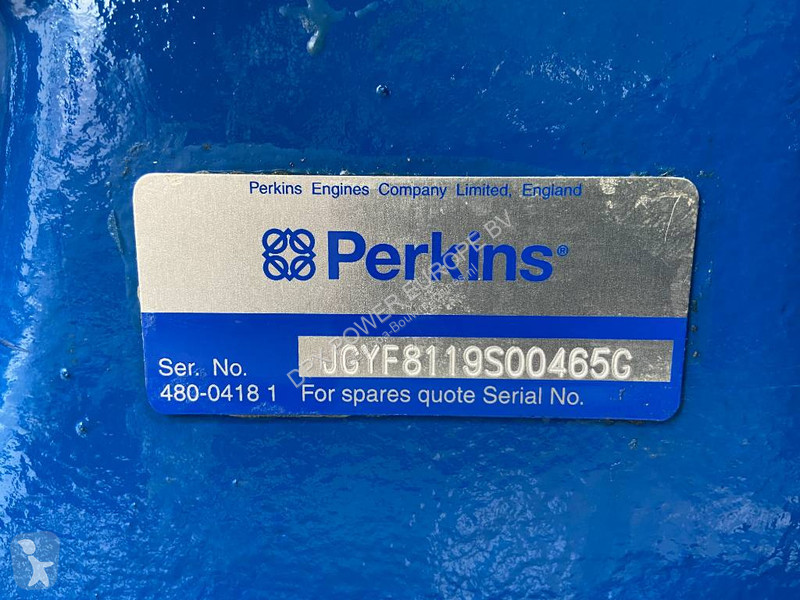 Perkins Engines Company Limited, England
Perkins®
Ser. No. JGYF8119S00465G
480-0418 1 For spares quote Serial No.